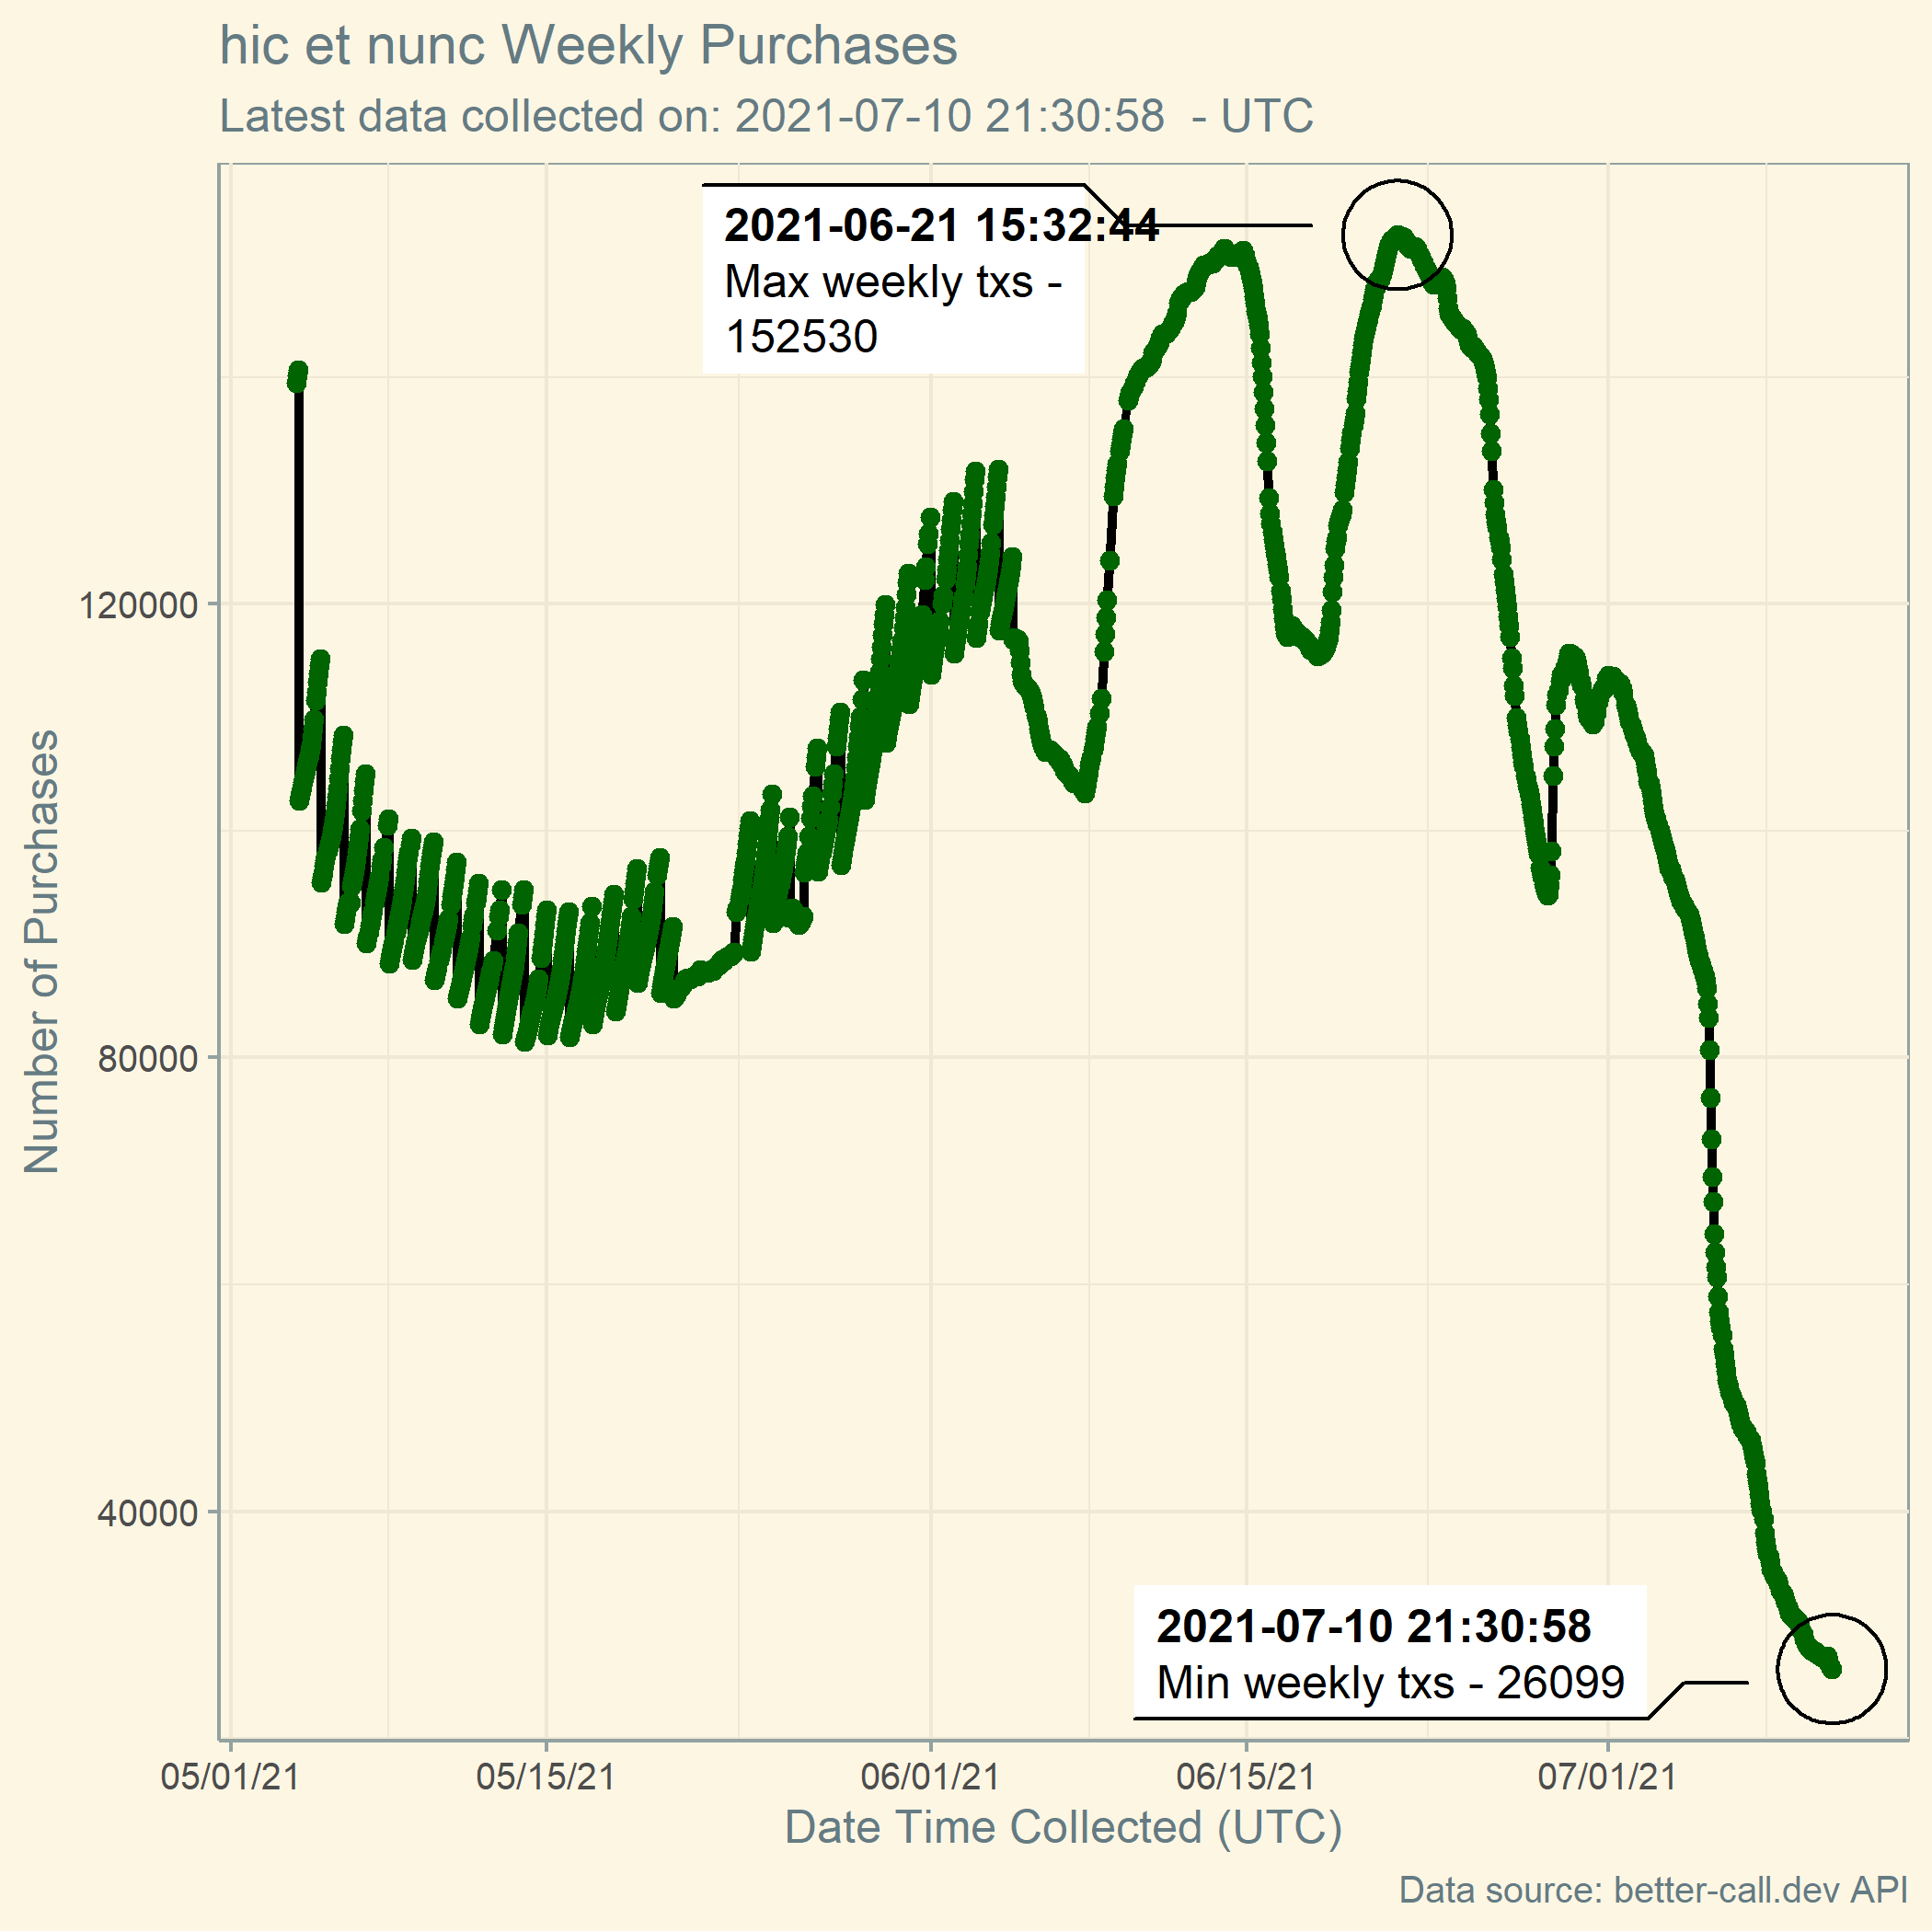 hic et nunc Weekly Purchases
Latest data collected on: 2021-07-10 21:30:58  - UTC
2021-06-21 15:32:44
Max weekly txs -
152530
120000
80000
40000
Number of Purchases
2021-07-10 21:30:58
Min weekly txs - 26099
05/01/21 05/15/21 06/01/21 06/15/21 07/01/21
Date Time Collected (UTC)
Data source: better-call.dev API